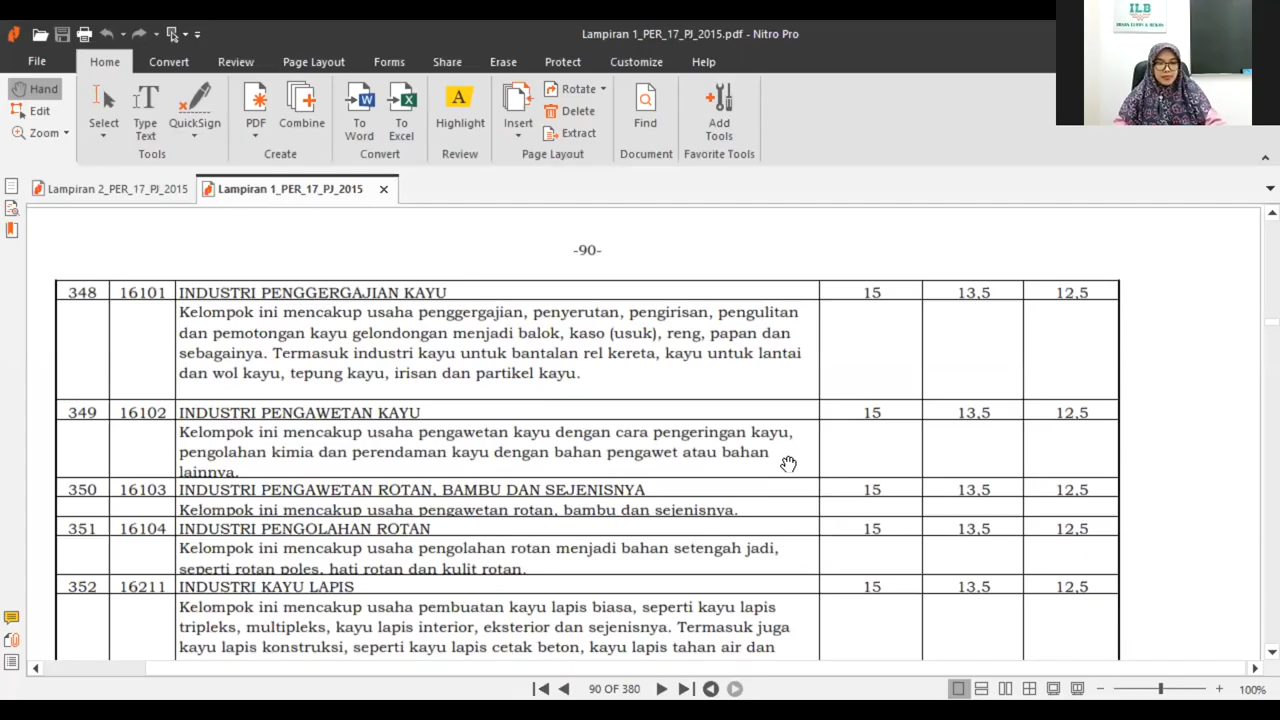 Lampiran 1_PER_17_PJ_2015.pdf - Nitro Pro
ILB
File Home Convert Review Page Layout Forms Share Erase Protect Customize Help
Hand
Edit
Zoom
Select
Type Text
QuickSign
Tools
PDF
Combine
Create
To Word
To Excel
Convert
Highlight
Review
Insert
Rotate
Delete
Extract
Page Layout
Find
Document
Add Tools
Favorite Tools
Lampiran 2_PER_17_PJ_2015
Lampiran 1_PER_17_PJ_2015
-90-
348 16101 INDUSTRI PENGGERGAJIAN KAYU 15 13,5 12,5
Kelompok ini mencakup usaha penggergajian, penyerutan, pengirisan, pengulitan
dan pemotongan kayu gelondongan menjadi balok, kaso (usuk), reng, papan dan
sebagainya. Termasuk industri kayu untuk bantalan rel kereta, kayu untuk lantai
dan wol kayu, tepung kayu, irisan dan partikel kayu.
349 16102 INDUSTRI PENGAWETAN KAYU 15 13,5 12,5
Kelompok ini mencakup usaha pengawetan kayu dengan cara pengeringan kayu,
pengolahan kimia dan perendaman kayu dengan bahan pengawet atau bahan
lainnya.
350 16103 INDUSTRI PENGAWETAN ROTAN, BAMBU DAN SEJENISNYA 15 13,5 12,5
Kelompok ini mencakup usaha pengawetan rotan, bambu dan sejenisnya.
351 16104 INDUSTRI PENGOLAHAN ROTAN 15 13,5 12,5
Kelompok ini mencakup usaha pengolahan rotan menjadi bahan setengah jadi,
seperti rotan poles, hati rotan dan kulit rotan.
352 16211 INDUSTRI KAYU LAPIS 15 13,5 12,5
Kelompok ini mencakup usaha pembuatan kayu lapis biasa, seperti kayu lapis
tripleks, multipleks, kayu lapis interior, eksterior dan sejenisnya. Termasuk juga
kayu lapis konstruksi, seperti kayu lapis cetak beton, kayu lapis tahan air dan
90 OF 380
100%